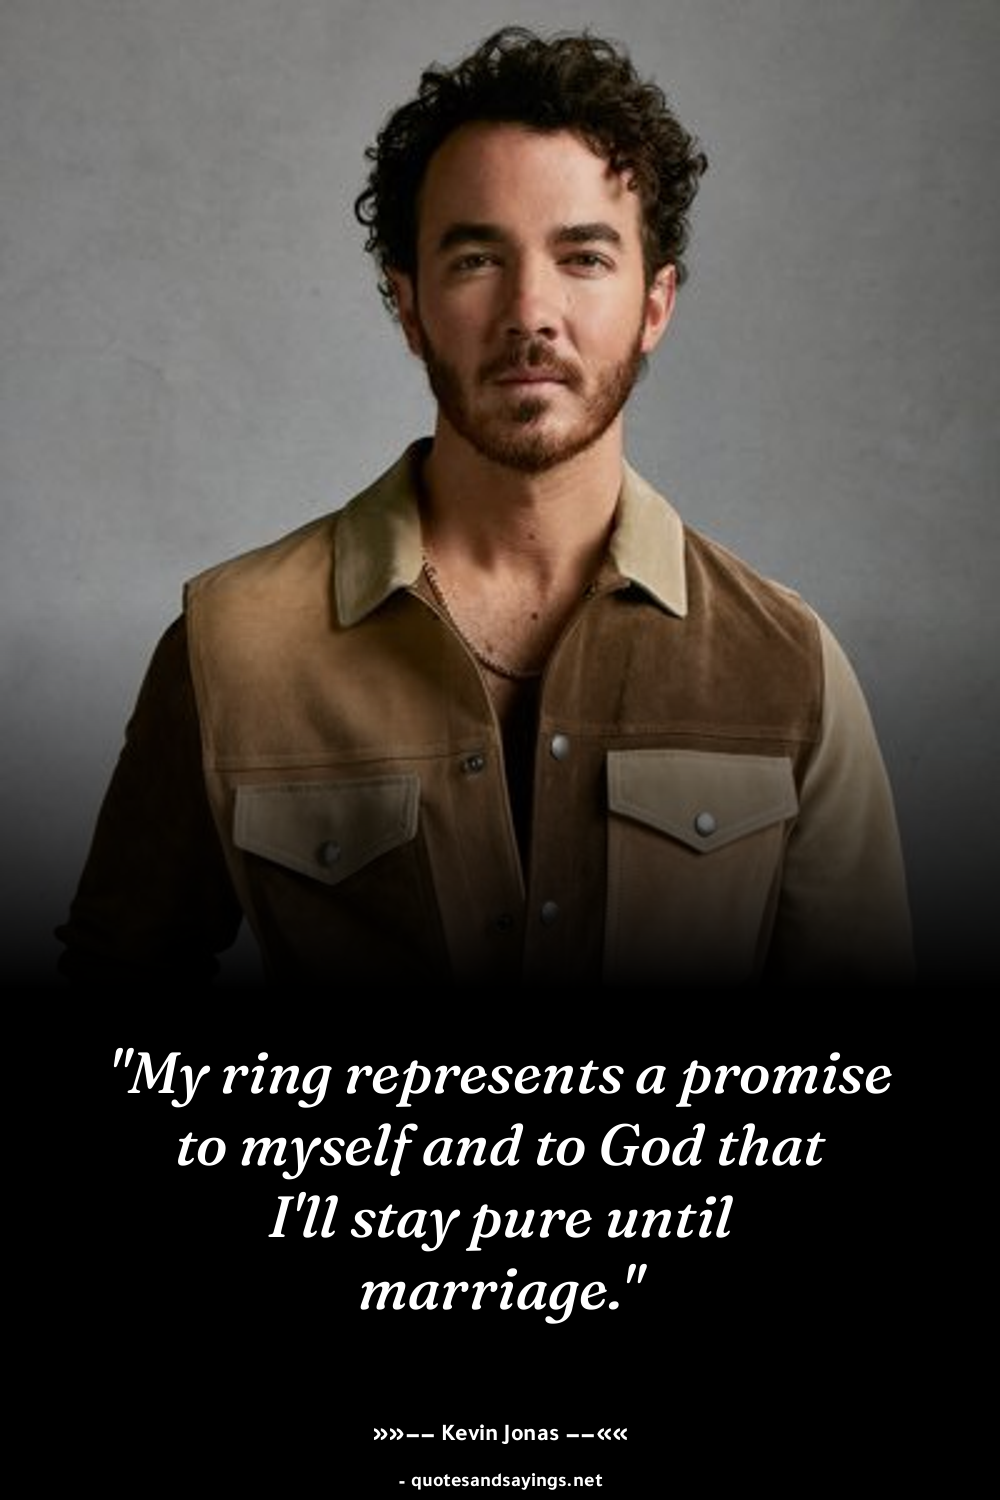 "My ring represents a promise
to myself and to God that
I'll stay pure until
marriage."
»»−− Kevin Jonas −−««
- quotesandsayings.net